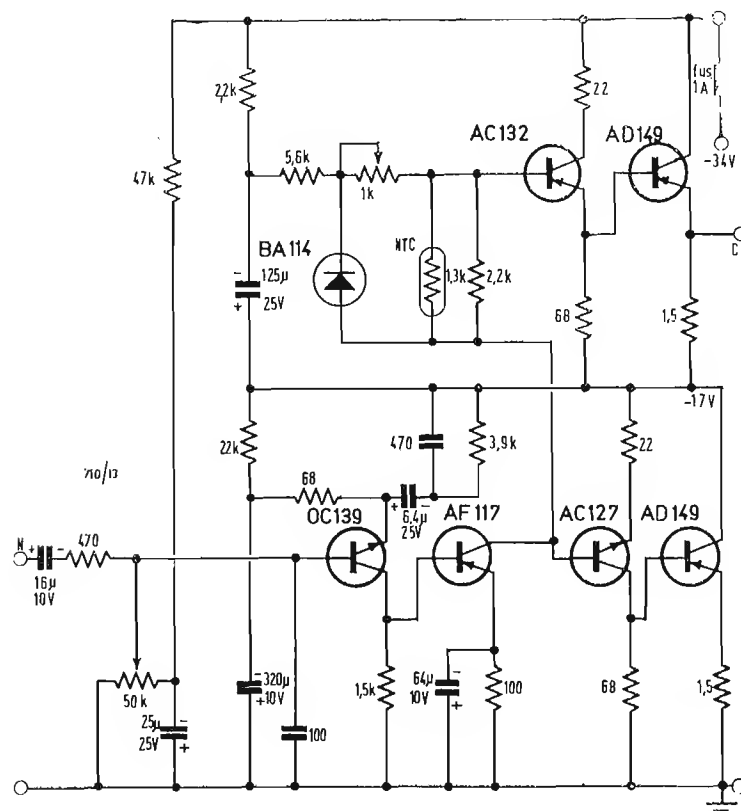 2,2k
22
fus
1A
AC132
AD149
-34V
5,6k
47k
1k
C
BA114
NTC
- 125µ
+ 25V
1,3k
2,2k
68
1,5
-17V
22k
470
3,9k
22
68
OC139
+ 6,4µ
25V
AF117
AC127
AD149
N
+ -
470
16µ
10V
50k
25µ -
25V +
-320µ
+10V
100
1,5k
64µ -
10V +
100
68
1,5